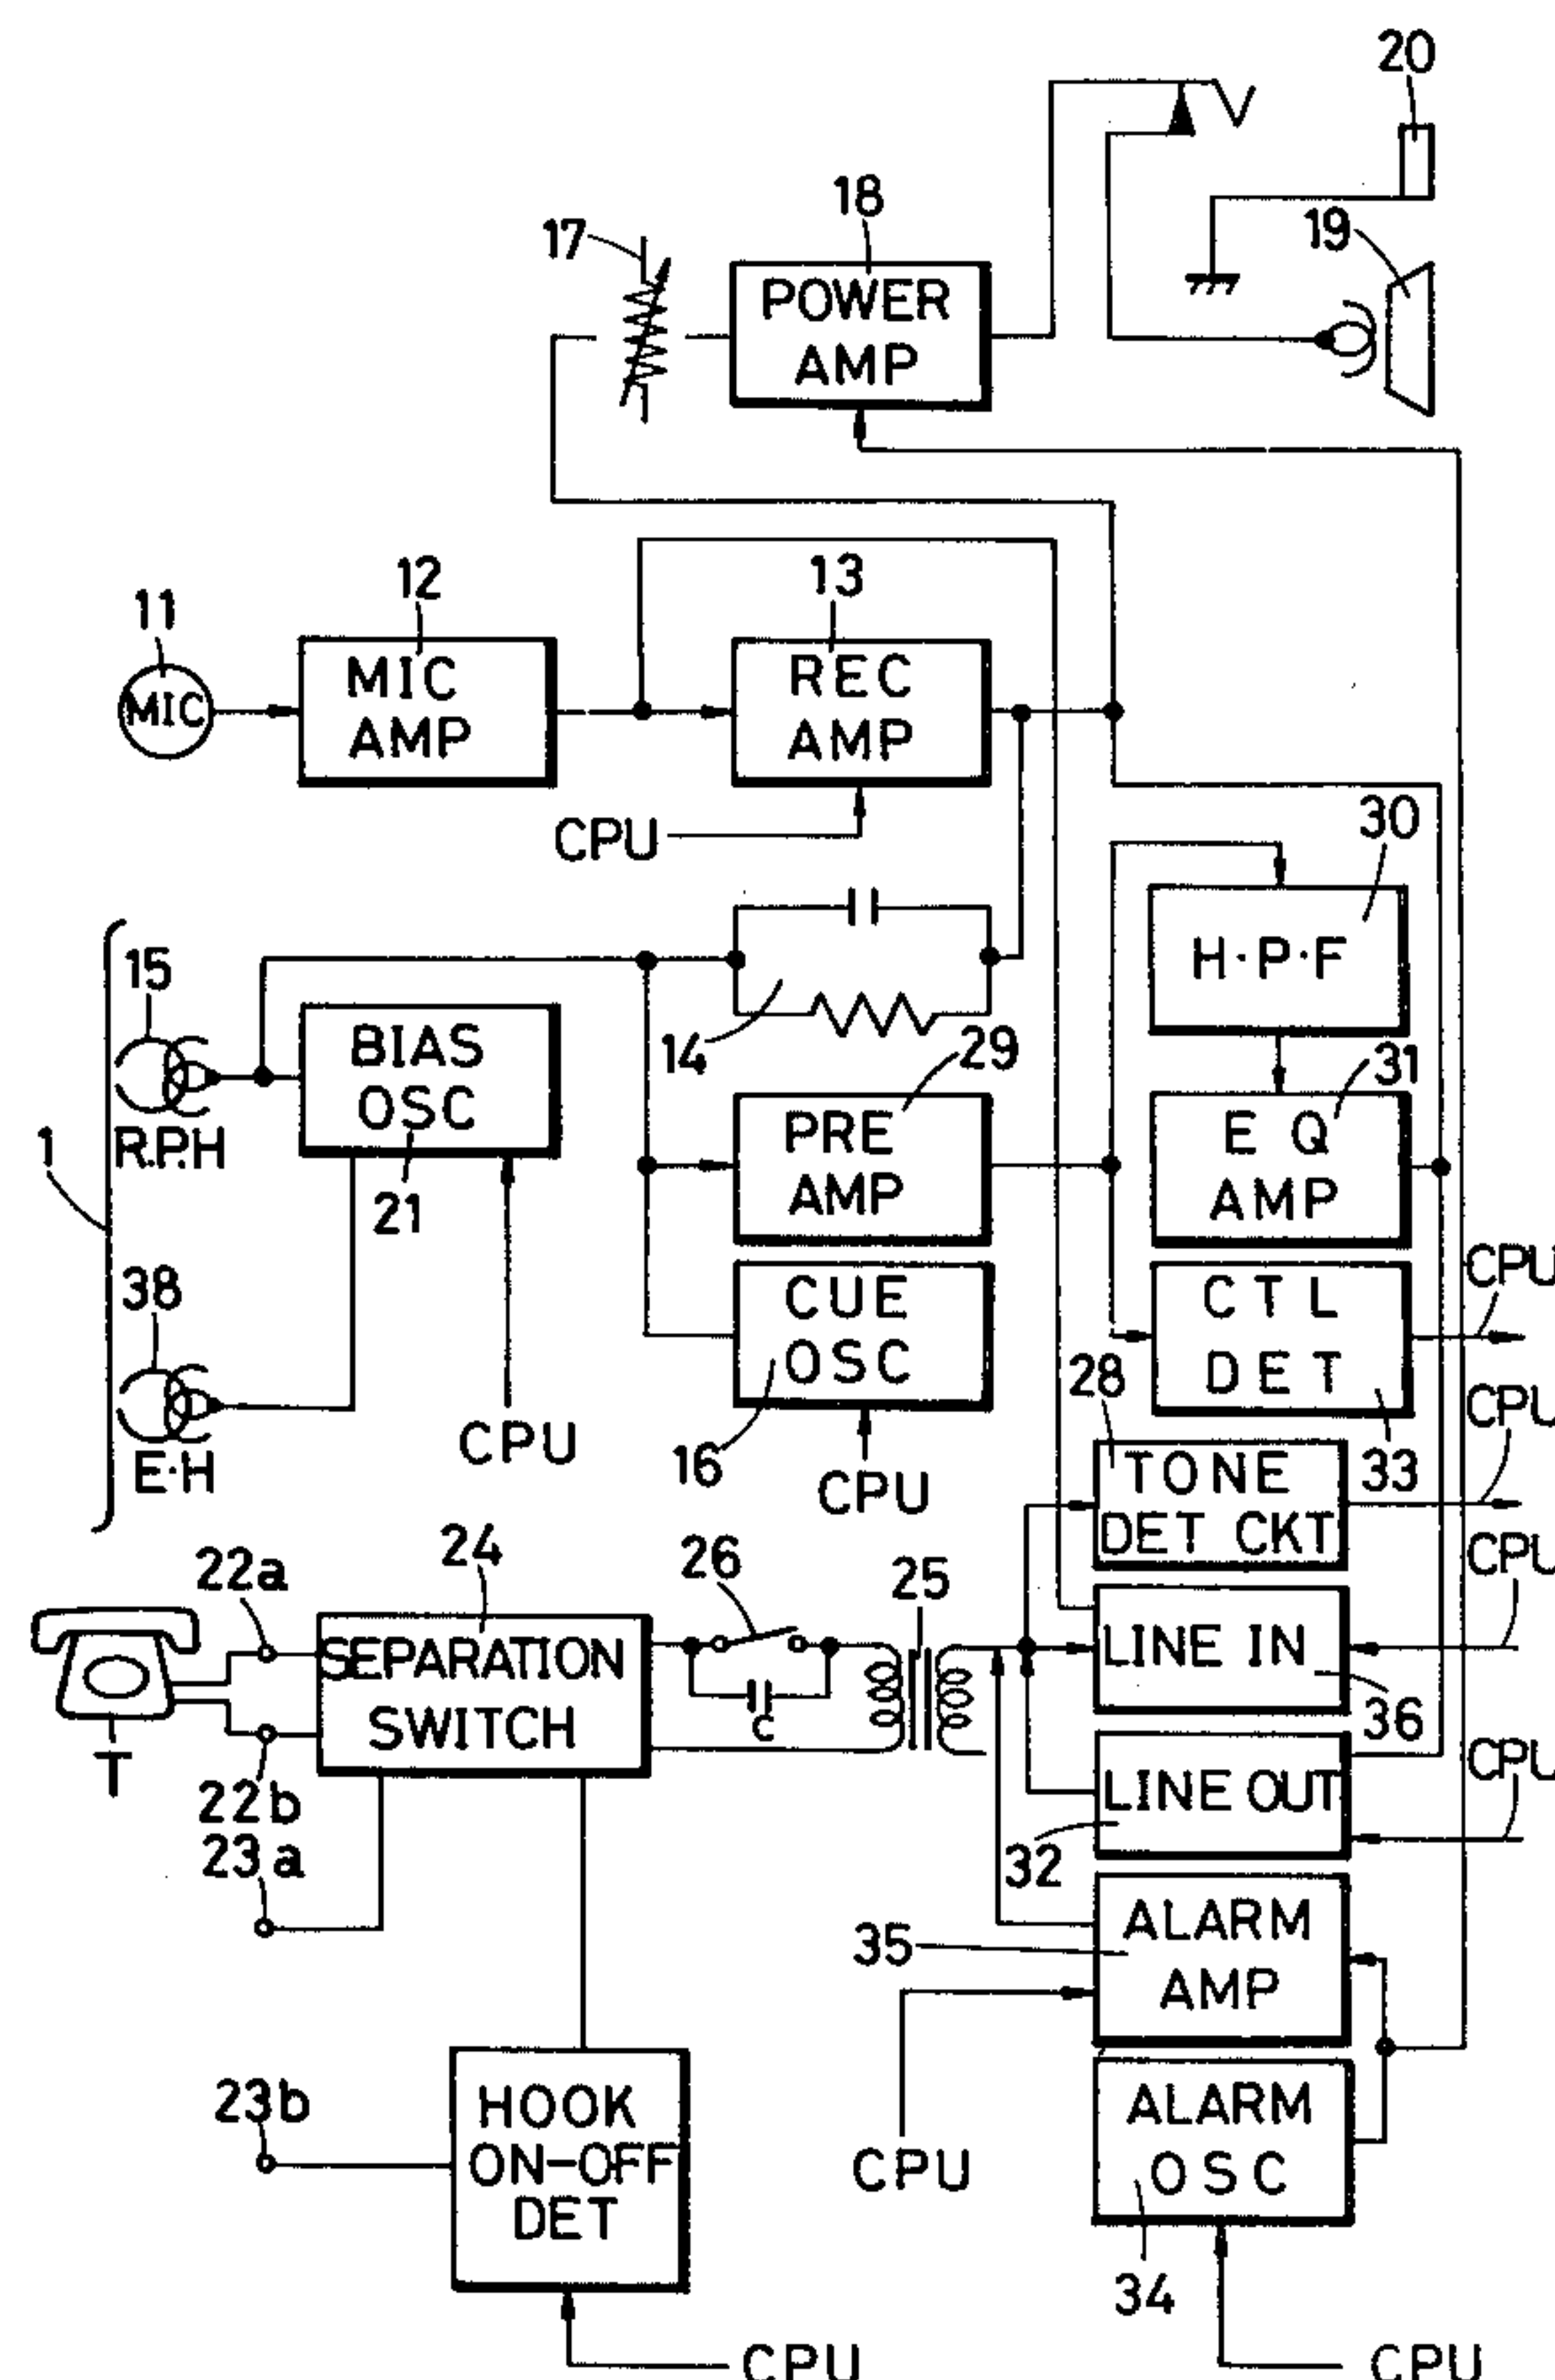 20
18
17
19
POWER
AMP
12
13
11
MIC
MIC
AMP
REC
AMP
CPU
30
H·P·F
15
14
29
31
BIAS
OSC
PRE
AMP
E Q
AMP
R.P.H
1
21
38
CUE
OSC
CTL
DET
CPU
28
CPU
E·H
CPU
16
CPU
TONE
DET CKT
33
24
26
25
CPU
22a
SEPARATION
SWITCH
LINE IN
36
C
T
22b
CPU
LINE OUT
23a
32
35
ALARM
AMP
23b
HOOK
ON-OFF
DET
CPU
ALARM
OSC
34
CPU
CPU